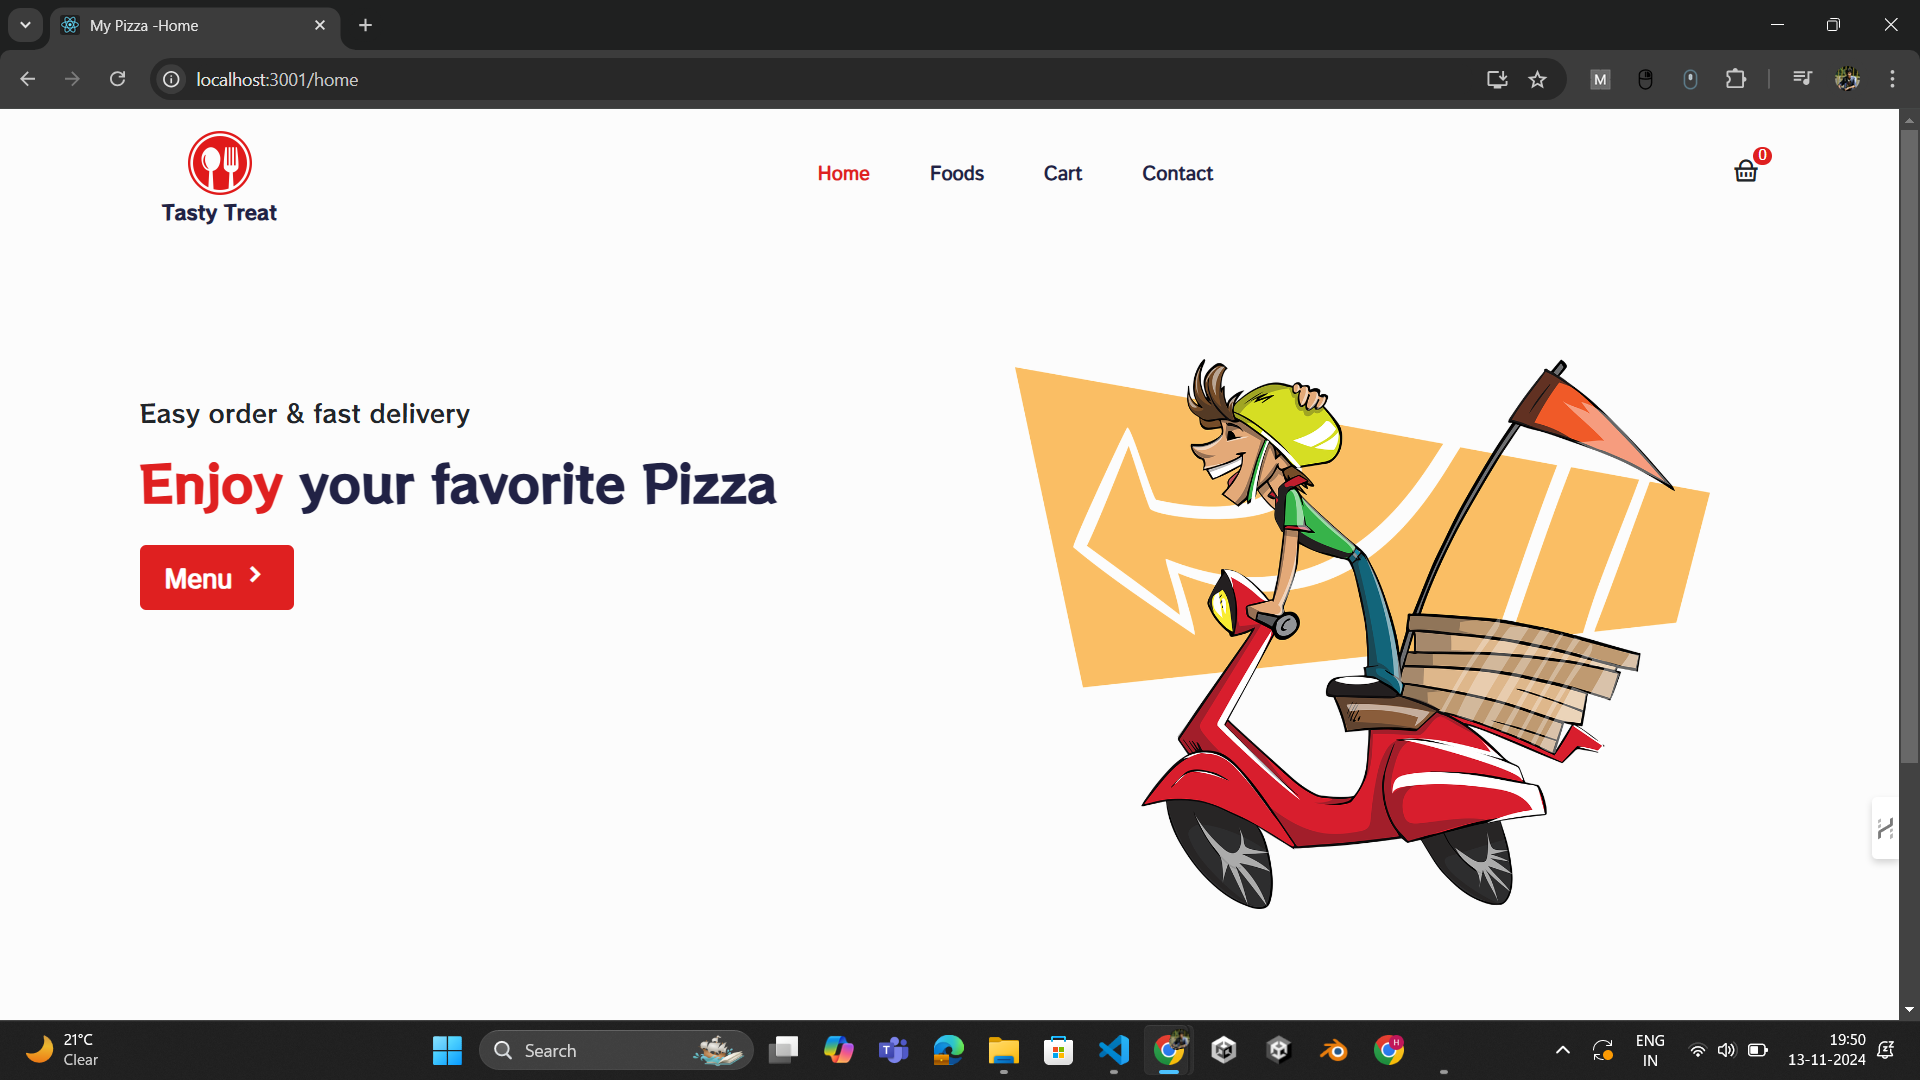 My Pizza -Home
localhost:3001/home
M
Tasty Treat
Home
Foods
Cart
Contact
0
Easy order & fast delivery
Enjoy your favorite Pizza
Menu
21°C
Clear
Search
ENG
IN
19:50
13-11-2024